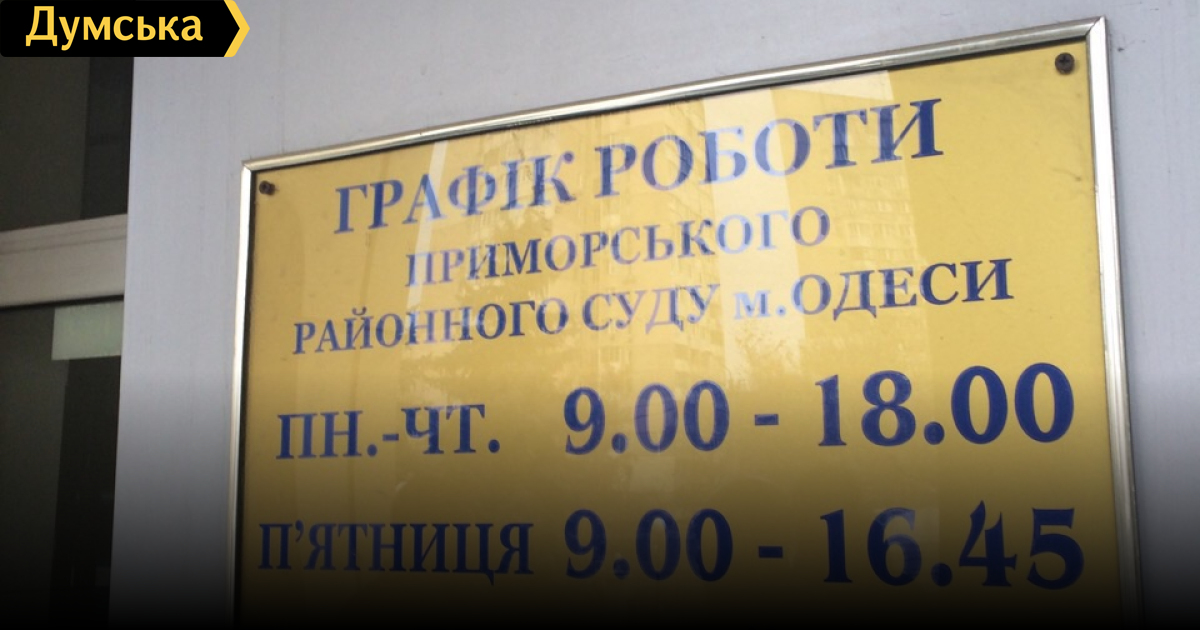 Думська
ГРАФІК РОБОТИ
ПРИМОРСЬКОГО
РАЙОННОГО СУДУ м.ОДЕСИ
ПН.-ЧТ. 9.00 - 18.00
П'ЯТНИЦЯ 9.00 - 16.45